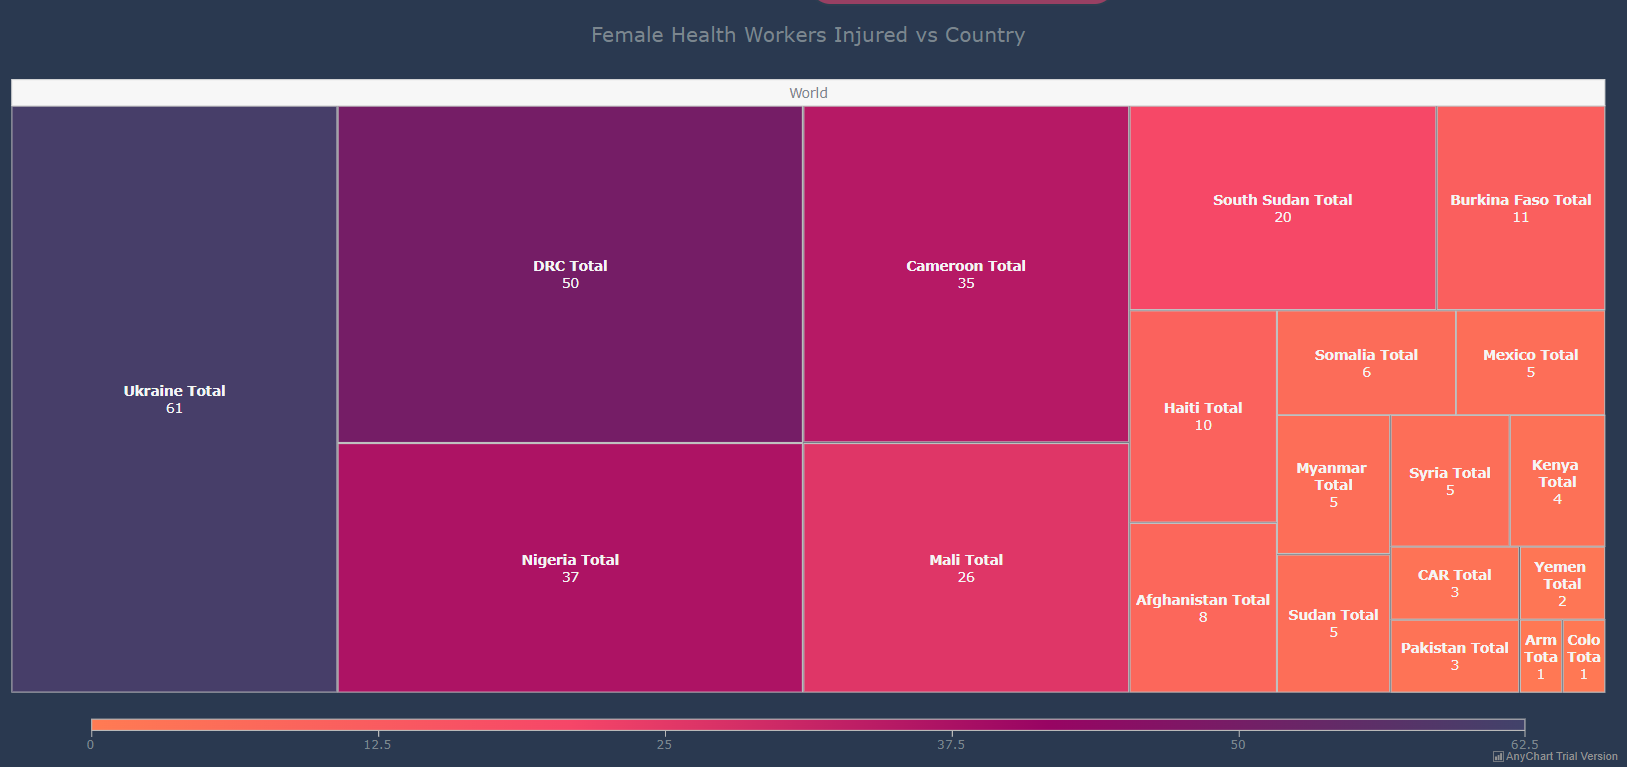 Female Health Workers Injured vs Country
World
Ukraine Total
61
DRC Total
50
Nigeria Total
37
Cameroon Total
35
Mali Total
26
South Sudan Total
20
Burkina Faso Total
11
Haiti Total
10
Afghanistan Total
8
Somalia Total
6
Mexico Total
5
Myanmar
Total
5
Sudan Total
5
Syria Total
5
Kenya
Total
4
CAR Total
3
Pakistan Total
3
Yemen
Total
2
Arm
Tota
1
Colo
Tota
1
0 12.5 25 37.5 50 62.5
AnyChart Trial Version